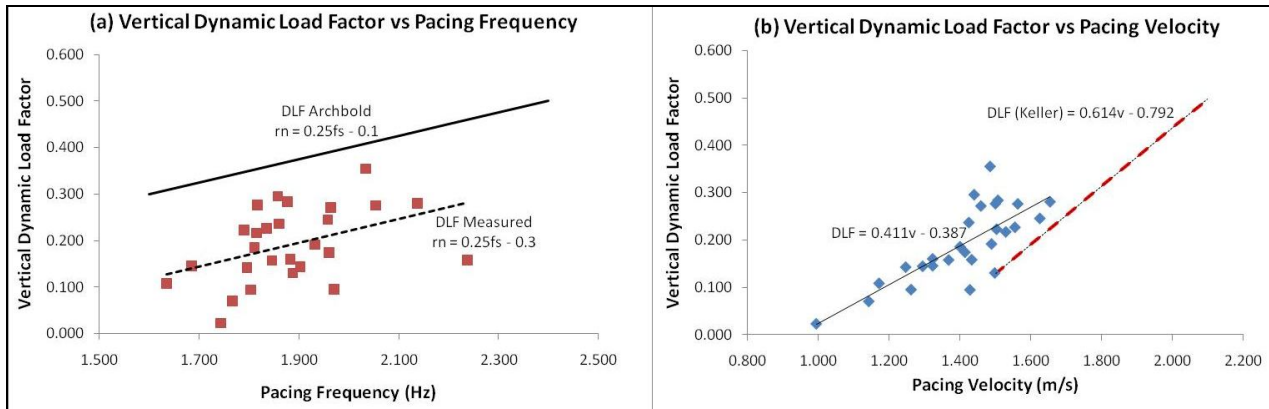 (a) Vertical Dynamic Load Factor vs Pacing Frequency
Vertical Dynamic Load Factor
0.600
0.500
0.400
0.300
0.200
0.100
0.000
DLF Archbold
rn = 0.25fs - 0.1
DLF Measured
rn = 0.25fs - 0.3
1.500 1.700 1.900 2.100 2.300 2.500
Pacing Frequency (Hz)
(b) Vertical Dynamic Load Factor vs Pacing Velocity
Vertical Dynamic Load Factor
0.600
0.500
0.400
0.300
0.200
0.100
0.000
DLF (Keller) = 0.614v - 0.792
DLF = 0.411v - 0.387
0.800 1.000 1.200 1.400 1.600 1.800 2.000 2.200
Pacing Velocity (m/s)